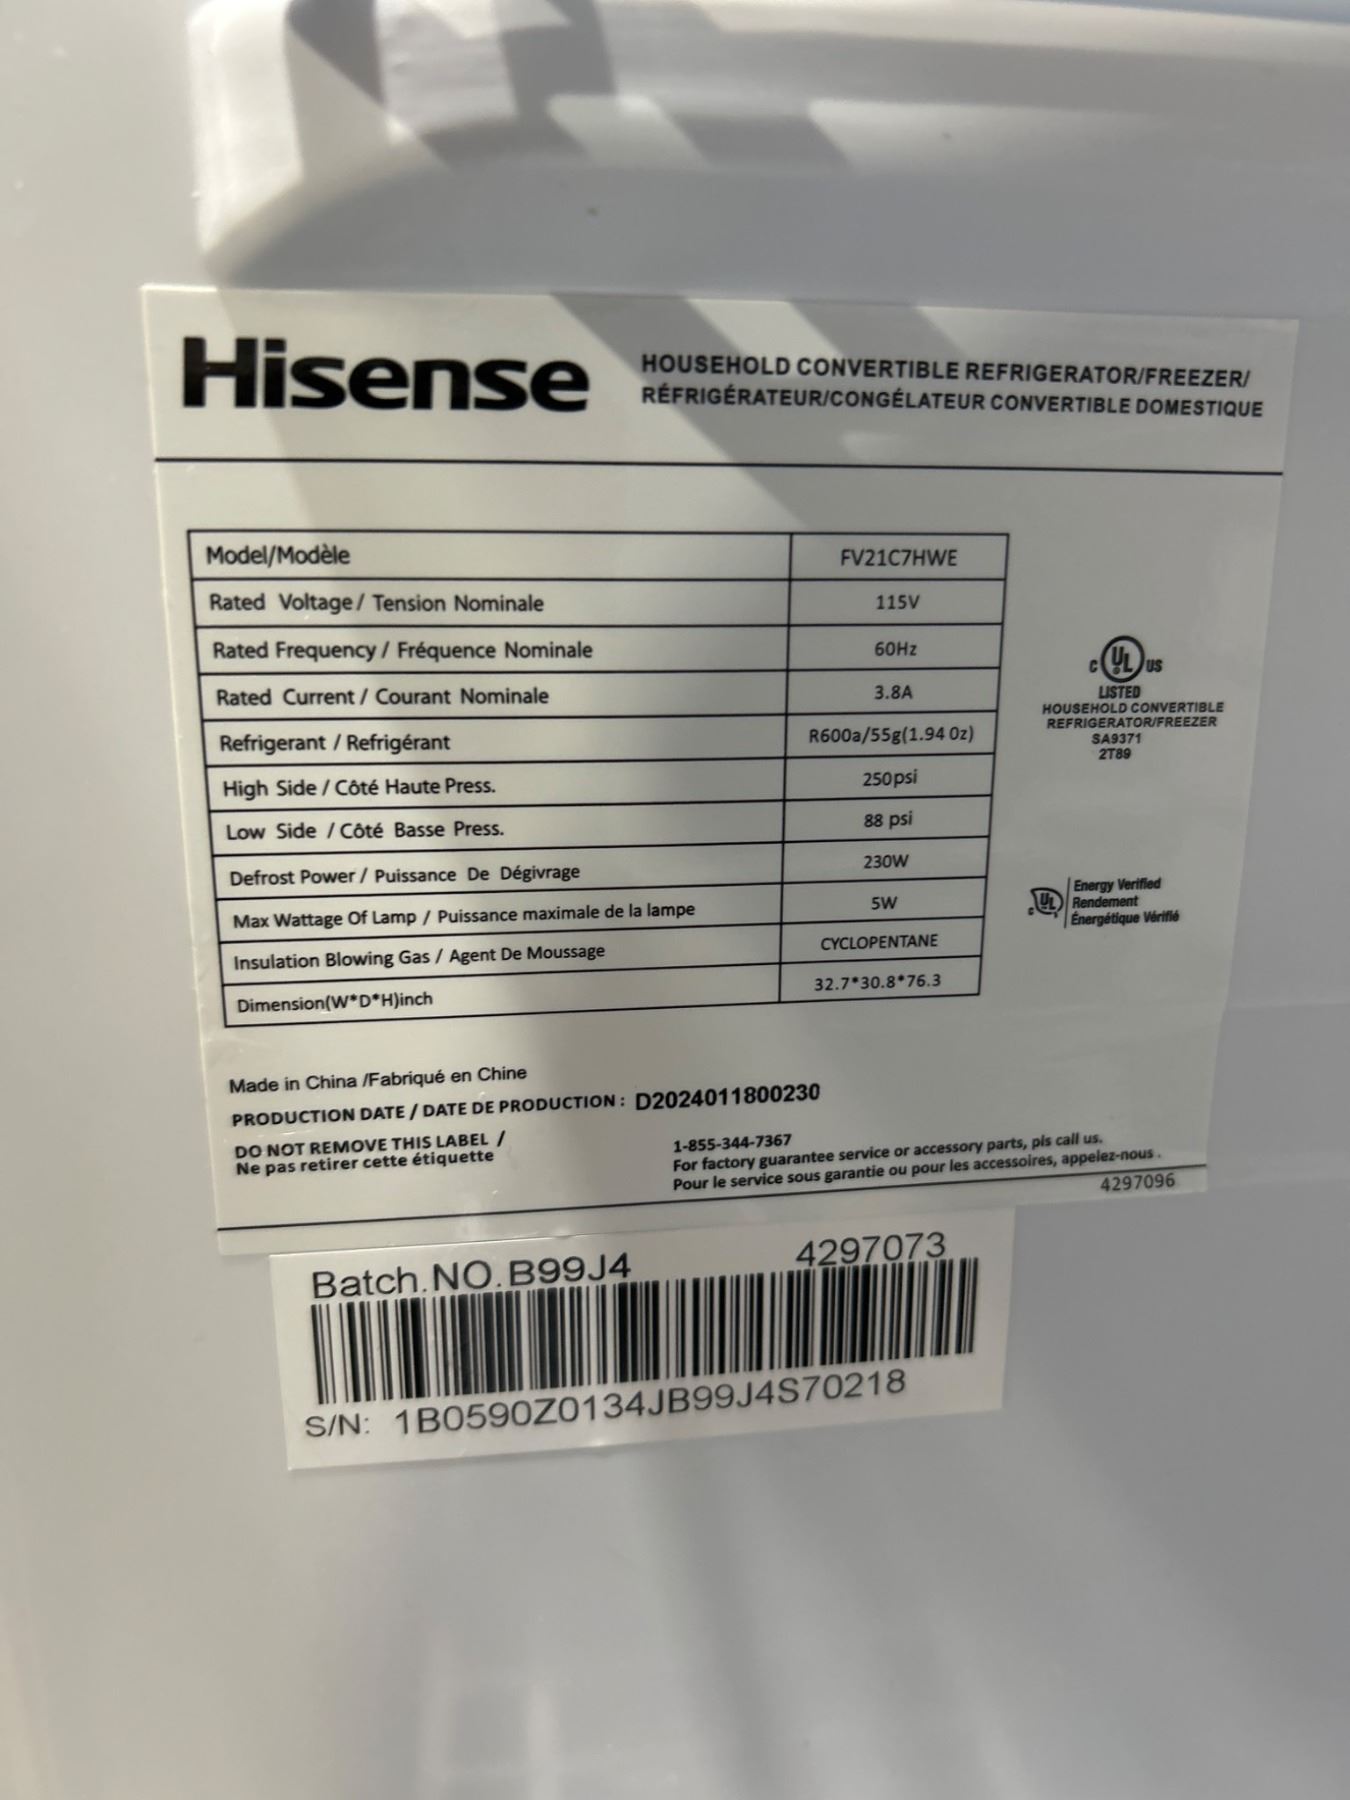 Hisense
HOUSEHOLD CONVERTIBLE REFRIGERATOR/FREEZER/
RÉFRIGÉRATEUR/CONGÉLATEUR CONVERTIBLE DOMESTIQUE
Model/Modèle FV21C7HWE
Rated Voltage/ Tension Nominale 115V
Rated Frequency / Fréquence Nominale 60Hz
Rated Current / Courant Nominale 3.8A
Refrigerant / Refrigérant R600a/55g(1.94 Oz)
High Side / Côté Haute Press. 250psi
Low Side / Côté Basse Press. 88 psi
Defrost Power / Puissance De Dégivrage 230W
Max Wattage Of Lamp / Puissance maximale de la lampe 5W
Insulation Blowing Gas / Agent De Moussage CYCLOPENTANE
Dimension(W*D*H)inch 32.7*30.8*76.3
C UL US
LISTED
HOUSEHOLD CONVERTIBLE
REFRIGERATOR/FREEZER
SA9371
2T89
c UL
Energy Verified
Rendement
Énergétique Vérifié
Made in China /Fabriqué en Chine
PRODUCTION DATE / DATE DE PRODUCTION : D2024011800230
DO NOT REMOVE THIS LABEL /
Ne pas retirer cette étiquette
1-855-344-7367
For factory guarantee service or accessory parts, pls call us.
Pour le service sous garantie ou pour les accessoires, appelez-nous .
4297096
Batch.NO.B99J4 4297073
S/N: 1B0590Z0134JB99J4S70218